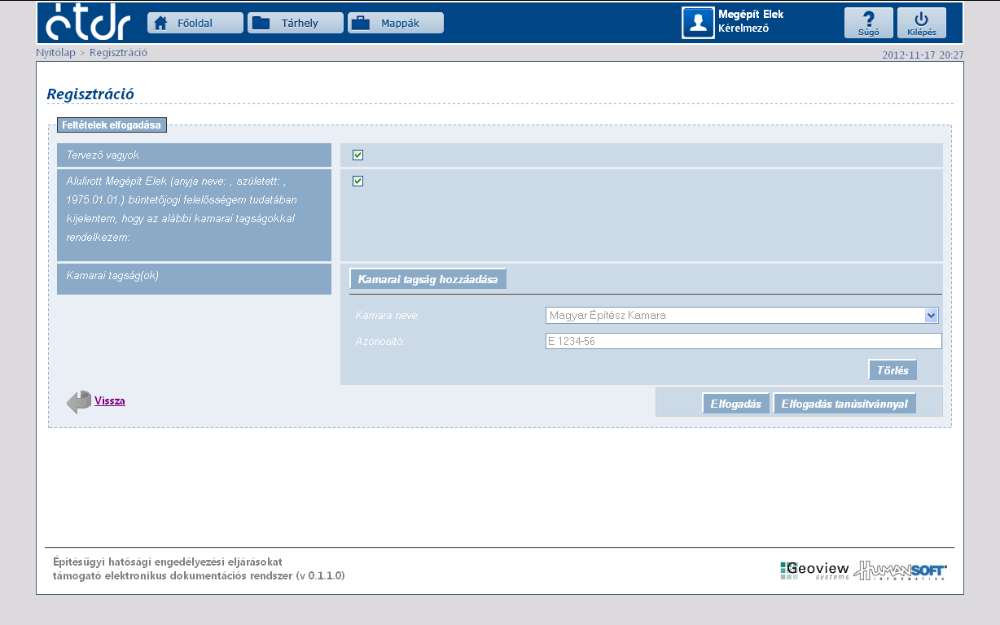 étdr
Főoldal
Tárhely
Mappák
Megépít Elek
Kérelmező
?
Súgó
Kilépés
Nyitólap > Regisztráció
2012-11-17 20:27
Regisztráció
Feltételek elfogadása
Tervező vagyok
Alulírott Megépít Elek (anyja neve: , született: ,
1975.01.01.) büntetőjogi felelősségem tudatában
kijelentem, hogy az alábbi kamarai tagságokkal
rendelkezem:
Kamarai tagság(ok)
Kamarai tagság hozzáadása
Kamara neve:
Magyar Építész Kamara
Azonosító:
E 1234-56
Törlés
Vissza
Elfogadás
Elfogadás tanúsítvánnyal
Építésügyi hatósági engedélyezési eljárásokat
támogató elektronikus dokumentációs rendszer (v 0.1.1.0)
Geoview
systems
HUMANSOFT
INFORMATIKA